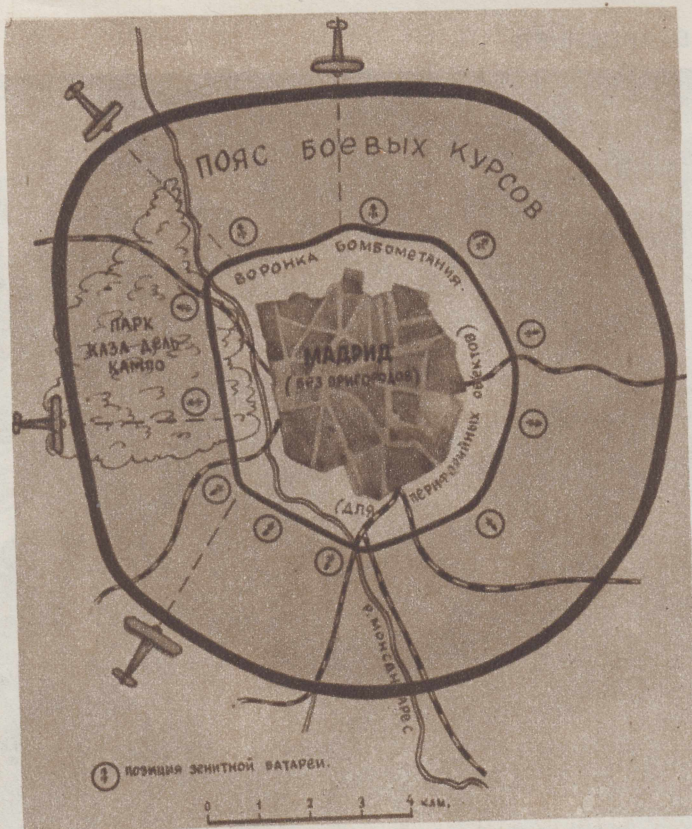 ПОЯС БОЕВЫХ КУРСОВ
ВОРОНКА БОМБОМЕТАНИЯ.
(ДЛЯ ПЕРИФЕРИЙНЫХ ОБЪЕКТОВ)
ПАРК
КАЗА ДЕЛЬ
КАМПО
МАДРИД
(БЕЗ ПРИГОРОДОВ)
Р. МОНСАНАРЕС
ПОЗИЦИЯ ЗЕНИТНОЙ БАТАРЕИ.
0 1 2 3 4 КЛМ.